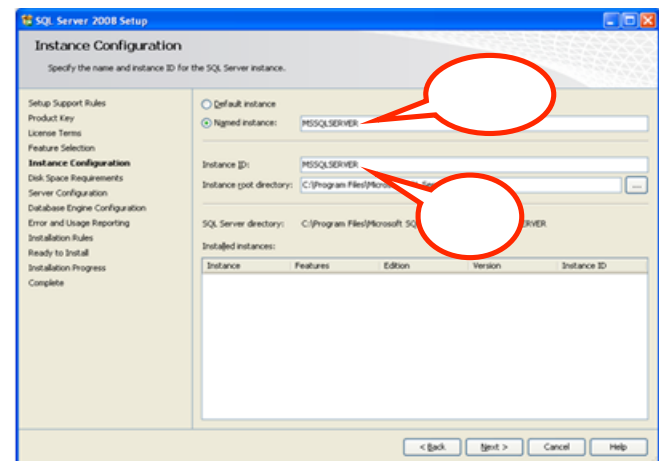 SQL Server 2008 Setup
Instance Configuration
Specify the name and instance ID for the SQL Server instance.
Setup Support Rules
Product Key
License Terms
Feature Selection
Instance Configuration
Disk Space Requirements
Server Configuration
Database Engine Configuration
Error and Usage Reporting
Installation Rules
Ready to Install
Installation Progress
Complete
Default instance
Named instance: MSSQLSERVER
Instance ID: MSSQLSERVER
Instance root directory: C:\Program Files\Microsoft
...
SQL Server directory: C:\Program Files\Microsoft SQ
Installed instances:
Instance Features Edition Version Instance ID
< Back Next > Cancel Help